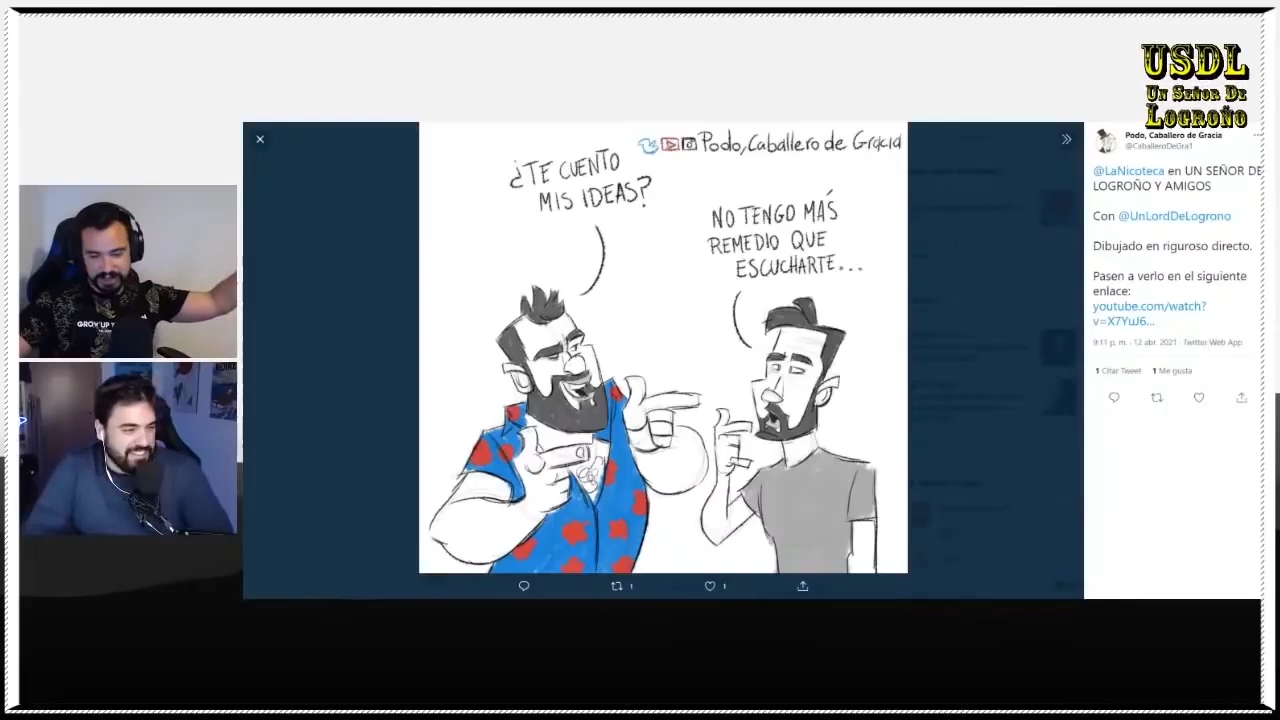 USDL
Un Señor De
Logroño
Podo, Caballero de Gracia
¿TE CUENTO
MIS IDEAS?
NO TENGO MÁS
REMEDIO QUE
ESCUCHARTE...
Podo, Caballero de Gracia
@CaballeroDeGra1
@LaNicoteca en UN SEÑOR DE
LOGROÑO Y AMIGOS
Con @UnLordDeLogrono
Dibujado en riguroso directo.
Pasen a verlo en el siguiente
enlace:
youtube.com/watch?
v=X7YwJ6...
9:11 p. m. · 12 abr. 2021 · Twitter Web App
1 Citar Tweet 1 Me gusta
1 1
GROW UP